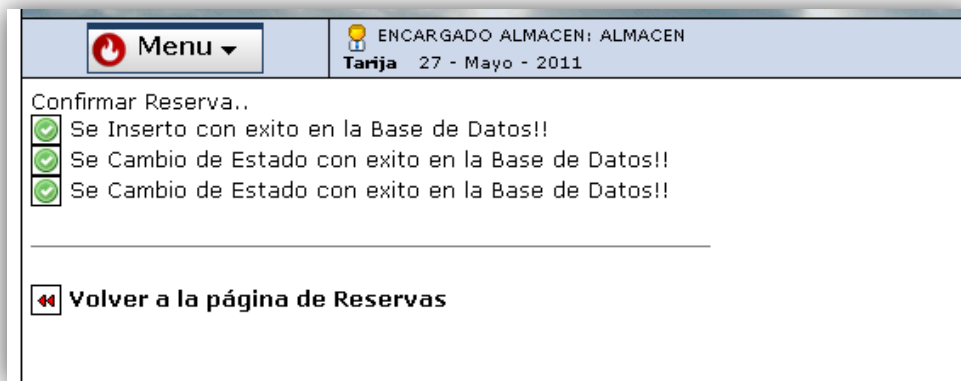 Menu
ENCARGADO ALMACEN: ALMACEN
Tarija 27 - Mayo - 2011
Confirmar Reserva..
Se Inserto con exito en la Base de Datos!!
Se Cambio de Estado con exito en la Base de Datos!!
Se Cambio de Estado con exito en la Base de Datos!!
Volver a la página de Reservas